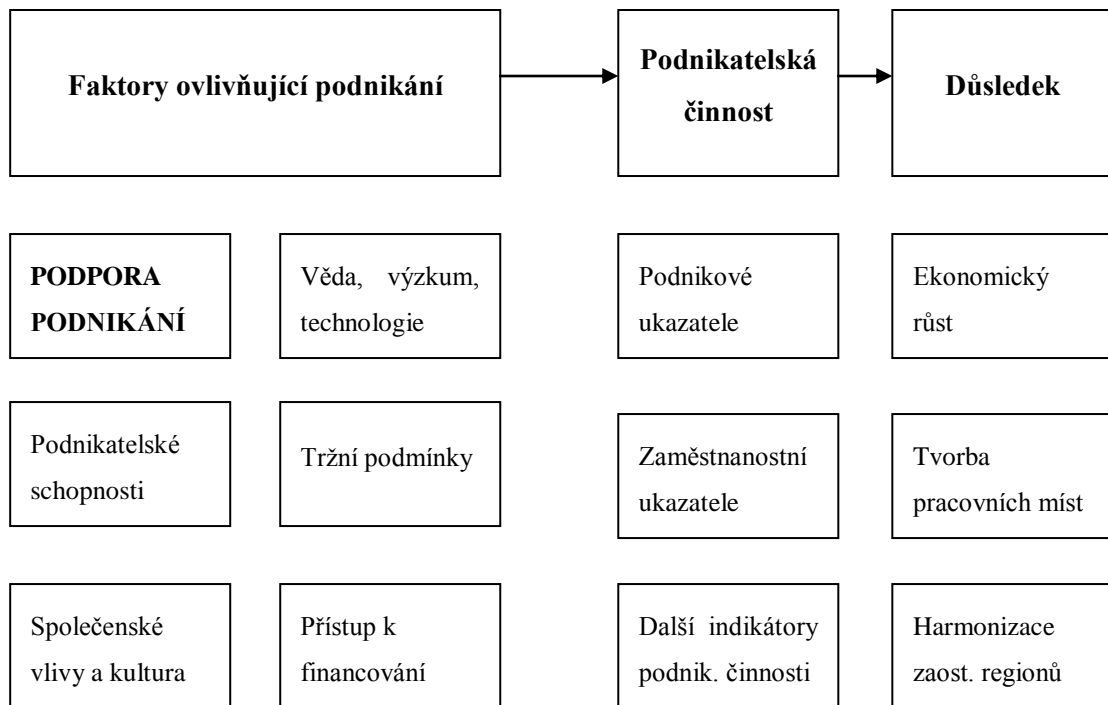 Faktory ovlivňující podnikání
Podnikatelská
činnost
Důsledek
PODPORA
PODNIKÁNÍ
Věda, výzkum,
technologie
Podnikové
ukazatele
Ekonomický
růst
Podnikatelské
schopnosti
Tržní podmínky
Zaměstnanostní
ukazatele
Tvorba
pracovních míst
Společenské
vlivy a kultura
Přístup k
financování
Další indikátory
podnik. činnosti
Harmonizace
zaost. regionů